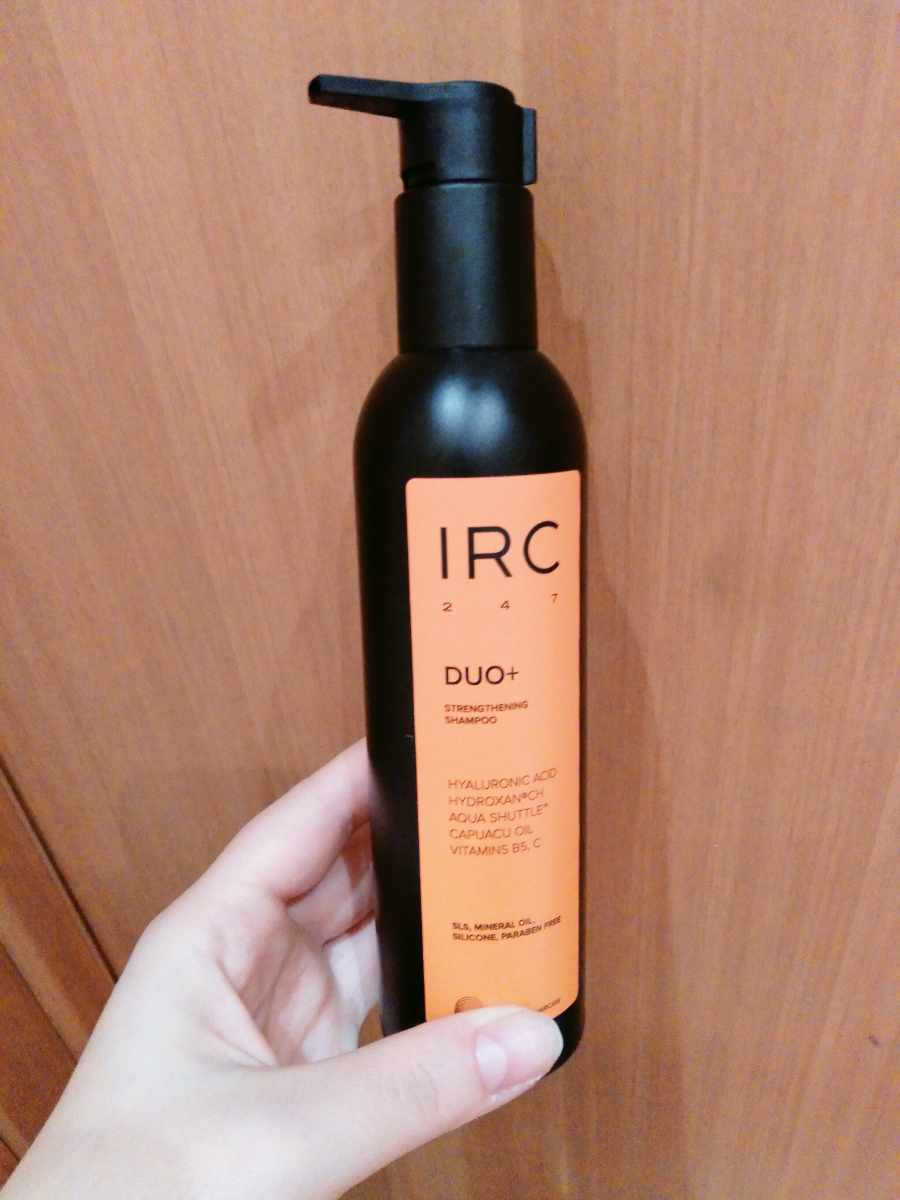 IRC
2 4 7
DUO+
STRENGTHENING
SHAMPOO
HYALURONIC ACID
HYDROXAN®CH
AQUA SHUTTLE™
CAPUACU OIL
VITAMINS B5, C
SLS, MINERAL OIL,
SILICONE, PARABEN FREE